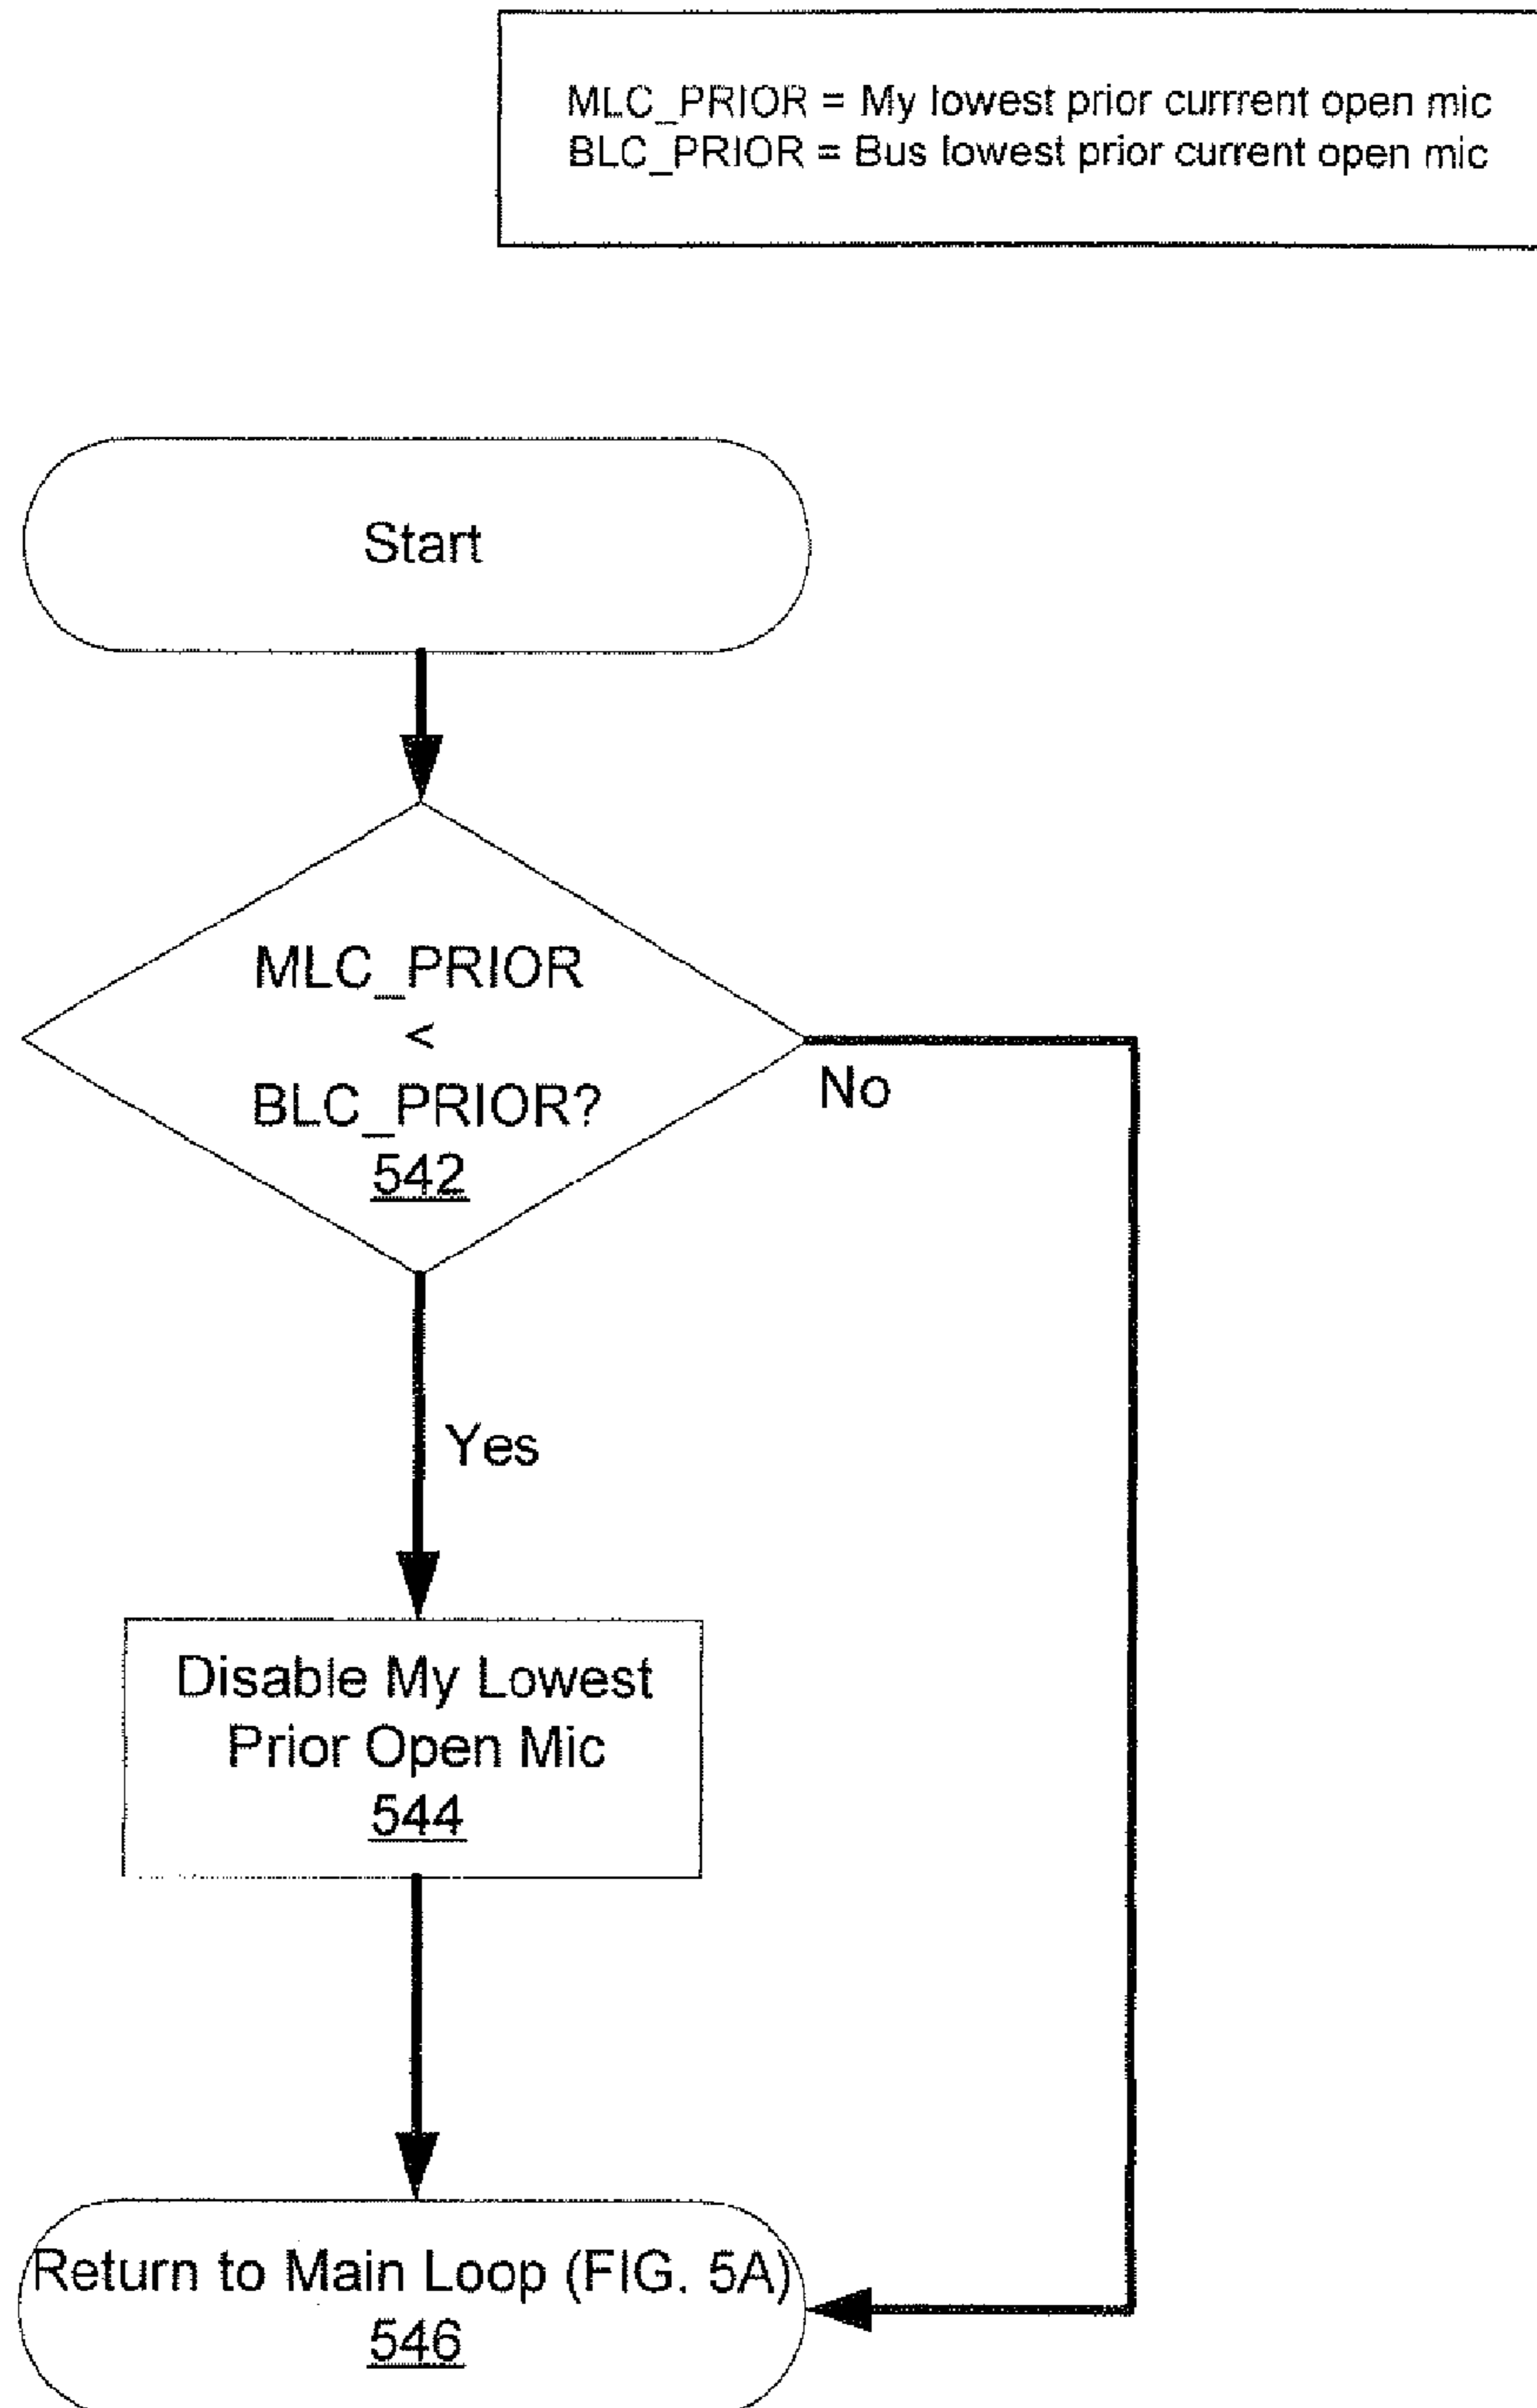 MLC_PRIOR = My lowest prior currrent open mic
BLC_PRIOR = Bus lowest prior current open mic
Start
MLC_PRIOR
<
BLC_PRIOR?
542
No
Yes
Disable My Lowest
Prior Open Mic
544
Return to Main Loop (FIG. 5A)
546